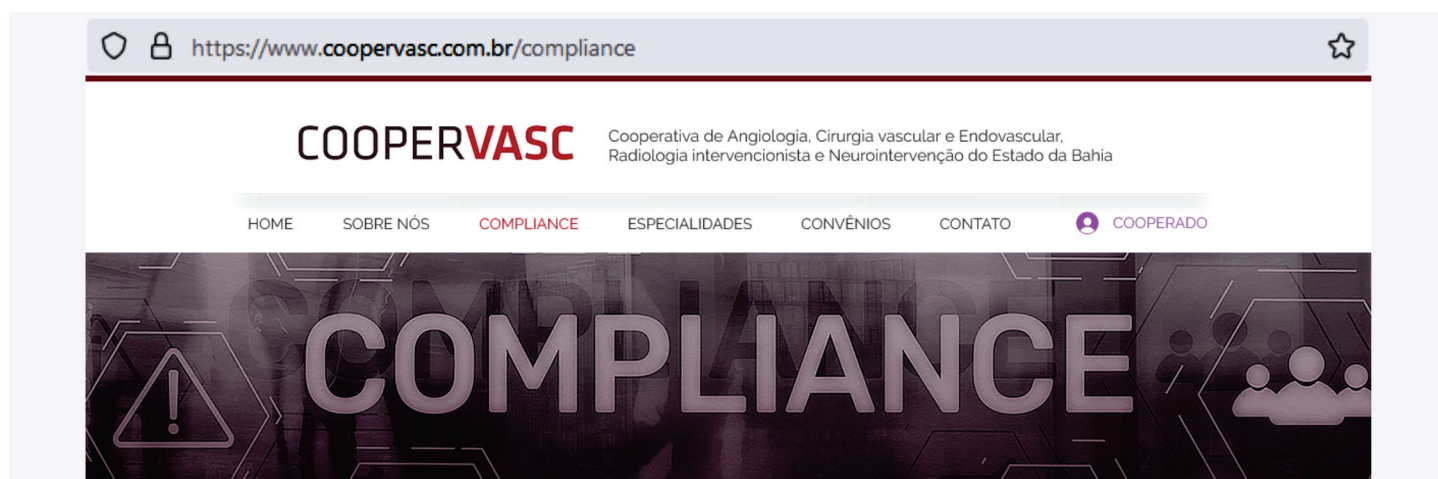 https://www.coopervasc.com.br/compliance
COOPERVASC
Cooperativa de Angiologia, Cirurgia vascular e Endovascular,
Radiologia intervencionista e Neurointervenção do Estado da Bahia
HOME SOBRE NÓS COMPLIANCE ESPECIALIDADES CONVÊNIOS CONTATO COOPERADO
COMPLIANCE
COMPLIANCE